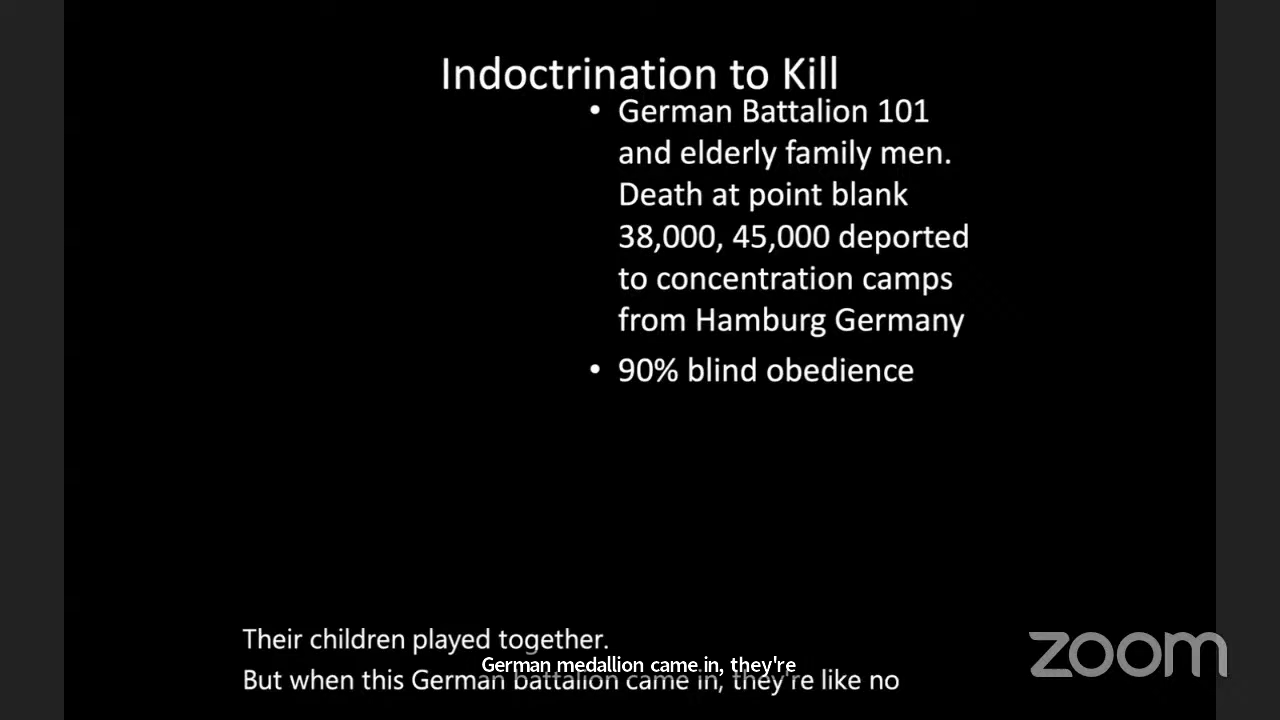 Indoctrination to Kill
• German Battalion 101
and elderly family men.
Death at point blank
38,000, 45,000 deported
to concentration camps
from Hamburg Germany
• 90% blind obedience
Their children played together.
German medallion came in, they're
But when this German battalion came in, they're like no
zoom